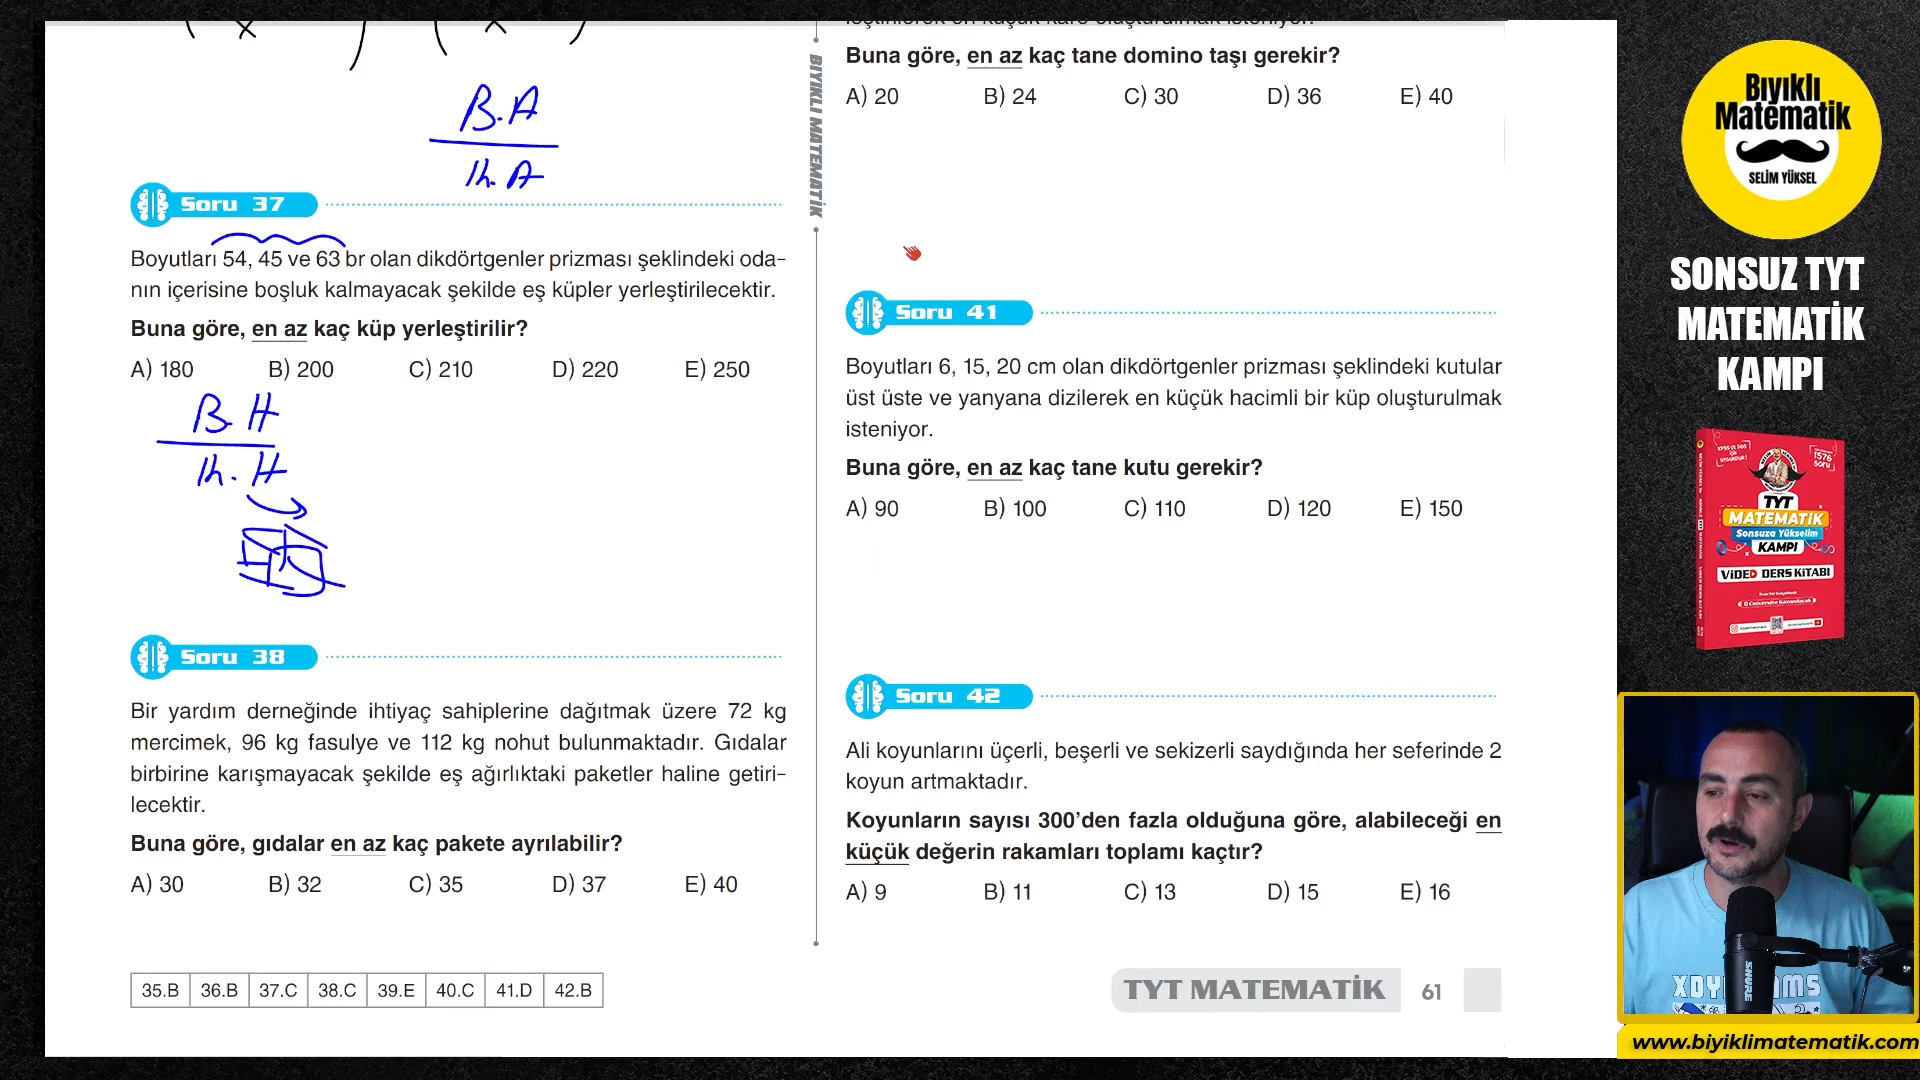 B.A
h.A
Soru 37
Boyutları 54, 45 ve 63 br olan dikdörtgenler prizması şeklindeki oda-
nın içerisine boşluk kalmayacak şekilde eş küpler yerleştirilecektir.
Buna göre, en az kaç küp yerleştirilir?
A) 180 B) 200 C) 210 D) 220 E) 250
B.H
h.H
Soru 38
Bir yardım derneğinde ihtiyaç sahiplerine dağıtmak üzere 72 kg
mercimek, 96 kg fasulye ve 112 kg nohut bulunmaktadır. Gıdalar
birbirine karışmayacak şekilde eş ağırlıktaki paketler haline getiri-
lecektir.
Buna göre, gıdalar en az kaç pakete ayrılabilir?
A) 30 B) 32 C) 35 D) 37 E) 40
35.B 36.B 37.C 38.C 39.E 40.C 41.D 42.B
BIYIKLI MATEMATİK
Buna göre, en az kaç tane domino taşı gerekir?
A) 20 B) 24 C) 30 D) 36 E) 40
Soru 41
Boyutları 6, 15, 20 cm olan dikdörtgenler prizması şeklindeki kutular
üst üste ve yanyana dizilerek en küçük hacimli bir küp oluşturulmak
isteniyor.
Buna göre, en az kaç tane kutu gerekir?
A) 90 B) 100 C) 110 D) 120 E) 150
Soru 42
Ali koyunlarını üçerli, beşerli ve sekizerli saydığında her seferinde 2
koyun artmaktadır.
Koyunların sayısı 300’den fazla olduğuna göre, alabileceği en
küçük değerin rakamları toplamı kaçtır?
A) 9 B) 11 C) 13 D) 15 E) 16
TYT MATEMATİK 61
Bıyıklı
Matematik
SELİM YÜKSEL
SONSUZ TYT
MATEMATİK
KAMPI
TYT
MATEMATİK
Sonsuza Yükselim
KAMPI
VİDEO DERS KİTABI
SHURE
www.biyiklimatematik.com